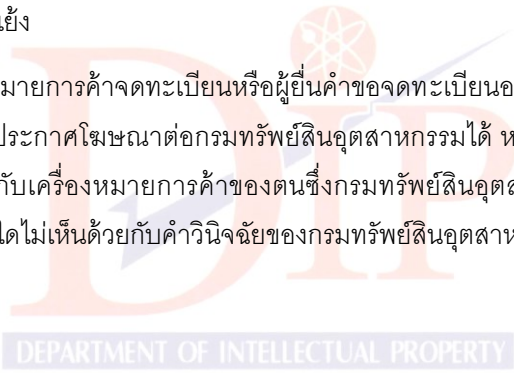 แย้ง
มายการค้าจดทะเบียนหรือผู้ยื่นคำขอจดทะเบียนอ
ประกาศโฆษณาต่อกรมทรัพย์สินอุตสาหกรรมได้ ห
กับเครื่องหมายการค้าของตนซึ่งกรมทรัพย์สินอุตส
ใดไม่เห็นด้วยกับคำวินิจฉัยของกรมทรัพย์สินอุตสาห
DIP
DEPARTMENT OF INTELLECTUAL PROPERTY